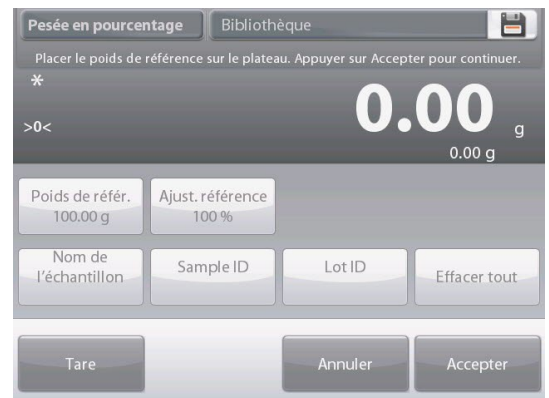 Pesée en pourcentage
Bibliothèque
Placer le poids de référence sur le plateau. Appuyer sur Accepter pour continuer.
*
>0<
0.00 g
0.00 g
Poids de référ.
100.00 g
Ajust. référence
100 %
Nom de
l'échantillon
Sample ID
Lot ID
Effacer tout
Tare
Annuler
Accepter